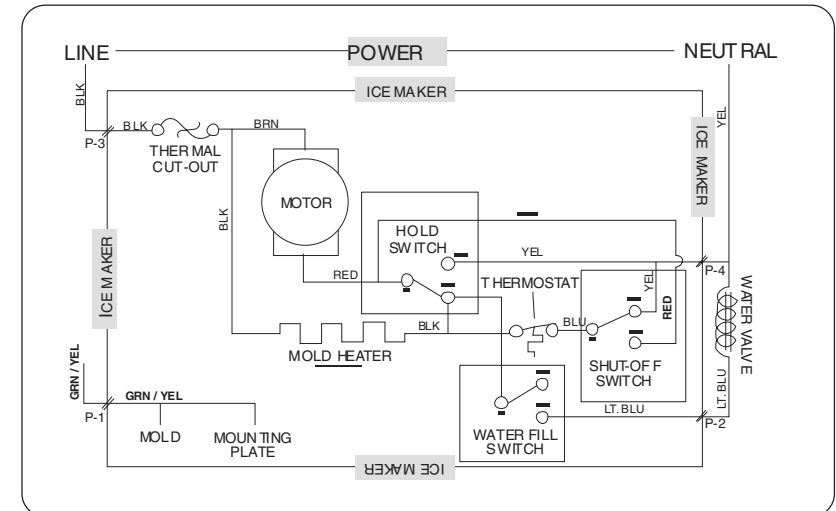 LINE
POWER
NEUTRAL
ICE MAKER
BLK
YEL
BLK
BRN
P-3
THERMAL
CUT-OUT
ICE MAKER
MOTOR
BLK
HOLD
SWITCH
YEL
P-4
RED
THERMOSTAT
YEL
RED
WATER VALVE
ICE MAKER
BLK
BLU
MOLD HEATER
SHUT-OFF
SWITCH
GRN / YEL
GRN / YEL
LT. BLU
LT. BLU
P-1
P-2
MOLD
MOUNTING
PLATE
WATER FILL
SWITCH
ICE MAKER